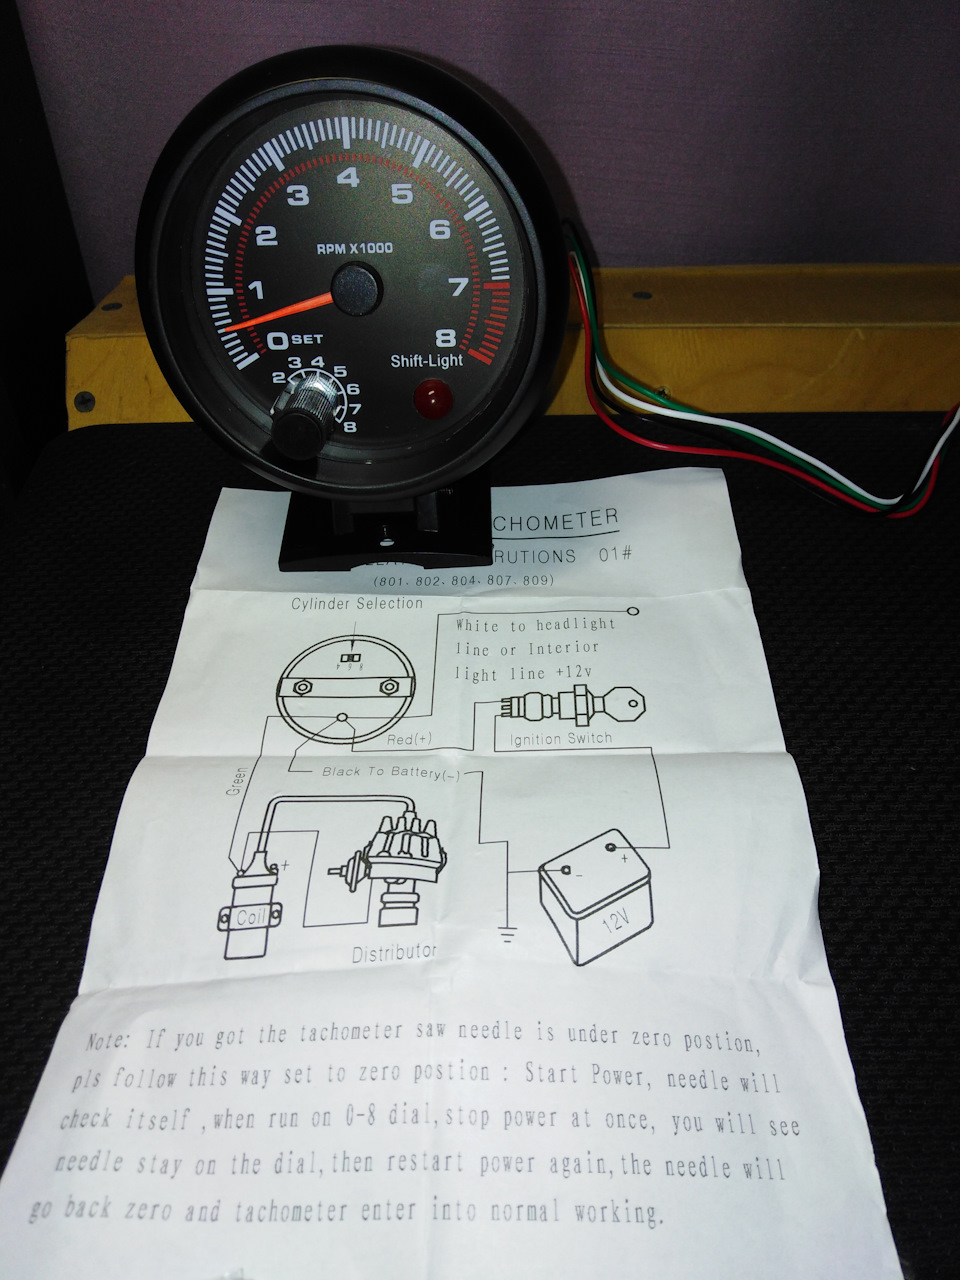 4
3
5
2
6
RPM X1000
1
7
0 SET
8
Shift-Light
3 4
2 5
6
7
8
CHOMETER
RUTIONS 01#
(801、802、804、807、809)
Cylinder Selection
White to headlight
line or Interior
light line +12v
4 6 8
Red(+)
Ignition Switch
Black To Battery(-)
Green
+
+
-
Coil
12V
Distributor
Note: If you got the tachometer saw needle is under zero postion,
pls follow this way set to zero postion : Start Power, needle will
check itself ,when run on 0-8 dial,stop power at once, you will see
needle stay on the dial,then restart power again,the needle will
go back zero and tachometer enter into normal working.